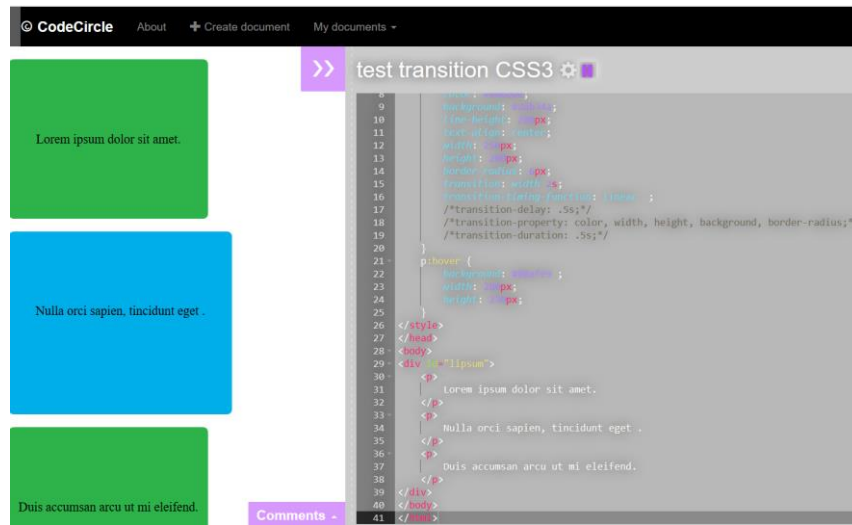 © CodeCircle About + Create document My documents
Lorem ipsum dolor sit amet.
Nulla orci sapien, tincidunt eget .
Duis accumsan arcu ut mi eleifend.
Comments -
test transition CSS3
8
9 background:
10 line-height: px;
11 text-align: center;
12 width: px;
13 height: px;
14 border-radius: px;
15 transition: width s;
16 transition-timing-function: linear ;
17 /*transition-delay: .5s;*/
18 /*transition-property: color, width, height, background, border-radius;*
19 /*transition-duration: .5s;*/
20 }
21 p:hover {
22 background: ;
23 width: px;
24 height: px;
25 }
26 </style>
27 </head>
28 <body>
29 <div id="lipsum">
30 <p>
31 Lorem ipsum dolor sit amet.
32 </p>
33 <p>
34 Nulla orci sapien, tincidunt eget .
35 </p>
36 <p>
37 Duis accumsan arcu ut mi eleifend.
38 </p>
39 </div>
40 </body>
41 </html>